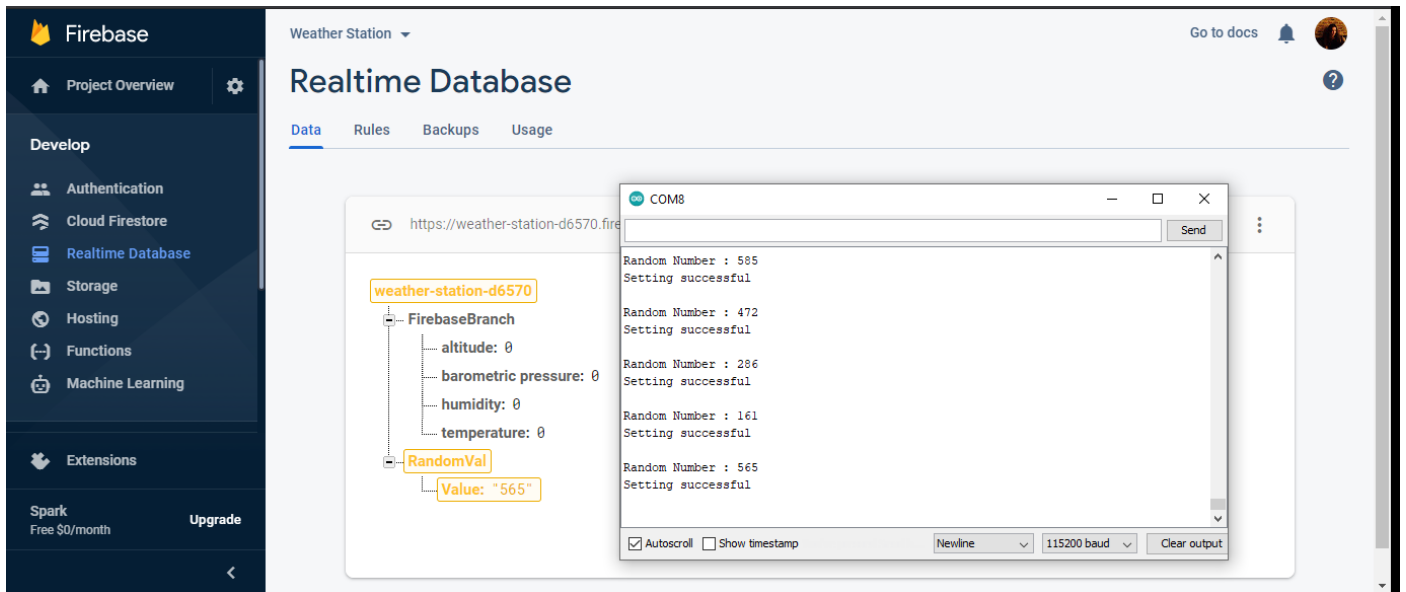 Firebase
Project Overview
Develop
Authentication
Cloud Firestore
Realtime Database
Storage
Hosting
Functions
Machine Learning
Extensions
Spark
Free $0/month
Upgrade
Weather Station
Go to docs
Realtime Database
Data Rules Backups Usage
https://weather-station-d6570.fire
weather-station-d6570
FirebaseBranch
altitude: 0
barometric pressure: 0
humidity: 0
temperature: 0
RandomVal
Value: "565"
COM8
Send
Random Number : 585
Setting successful
Random Number : 472
Setting successful
Random Number : 286
Setting successful
Random Number : 161
Setting successful
Random Number : 565
Setting successful
Autoscroll Show timestamp Newline 115200 baud Clear output